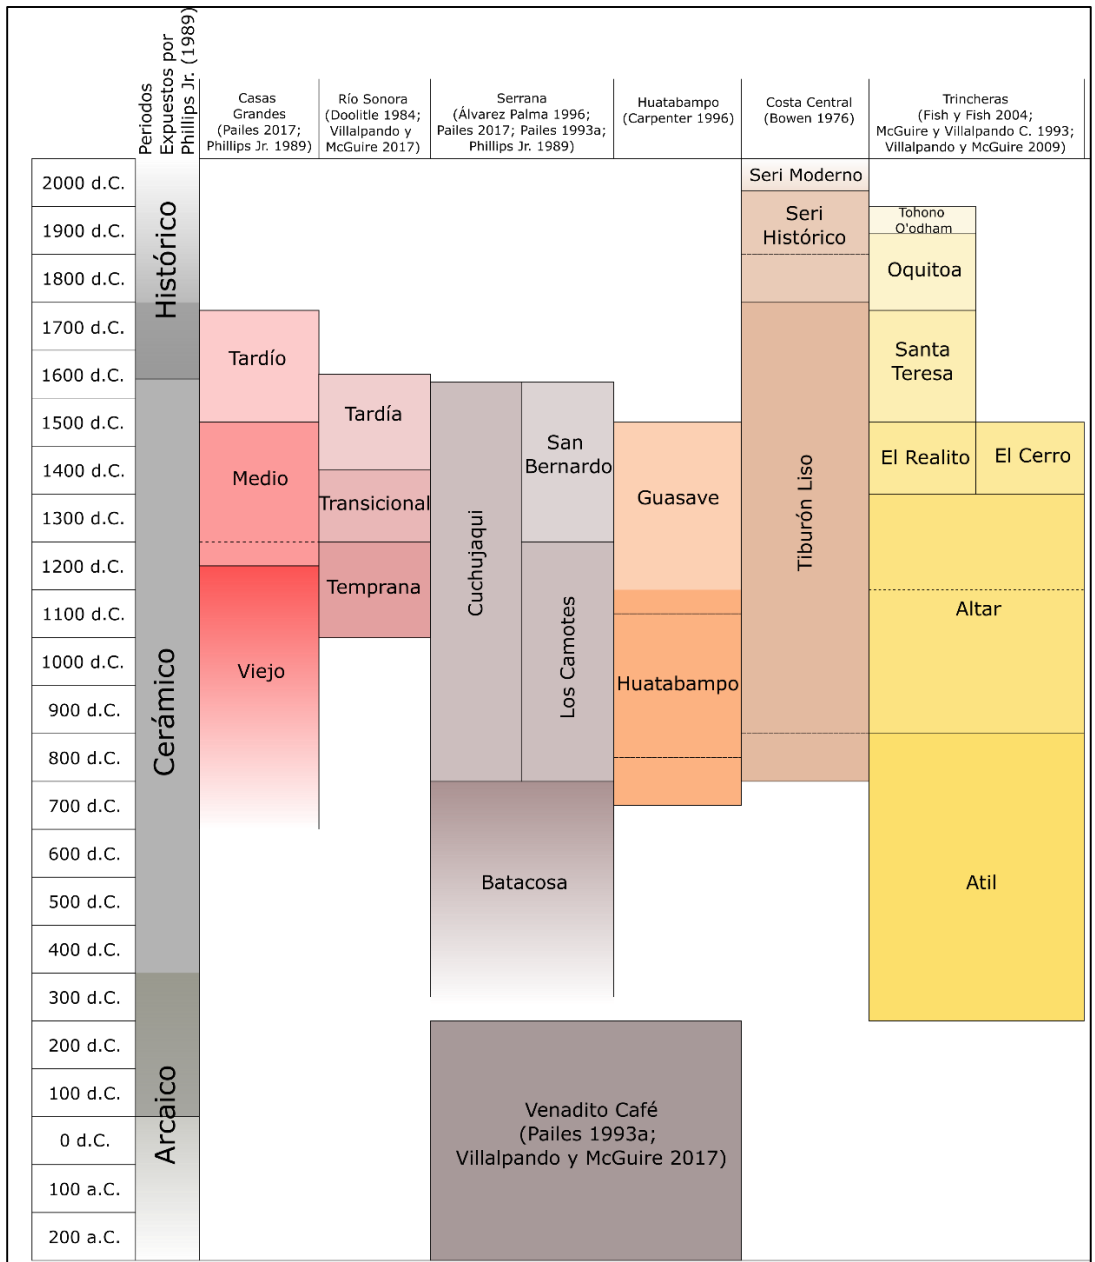 Periodos
Expuestos por
Phillips Jr. (1989)
Casas
Grandes
(Pailes 2017;
Phillips Jr. 1989)
Río Sonora
(Doolitle 1984;
Villalpando y
McGuire 2017)
Serrana
(Álvarez Palma 1996;
Pailes 2017; Pailes 1993a;
Phillips Jr. 1989)
Huatabampo
(Carpenter 1996)
Costa Central
(Bowen 1976)
Trincheras
(Fish y Fish 2004;
McGuire y Villalpando C. 1993;
Villalpando y McGuire 2009)
2000 d.C.
1900 d.C.
1800 d.C.
1700 d.C.
1600 d.C.
1500 d.C.
1400 d.C.
1300 d.C.
1200 d.C.
1100 d.C.
1000 d.C.
900 d.C.
800 d.C.
700 d.C.
600 d.C.
500 d.C.
400 d.C.
300 d.C.
200 d.C.
100 d.C.
0 d.C.
100 a.C.
200 a.C.
Histórico
Cerámico
Arcaico
Tardío
Medio
Viejo
Tardía
Transicional
Temprana
Cuchujaqui
San
Bernardo
Los Camotes
Batacosa
Venadito Café
(Pailes 1993a;
Villalpando y McGuire 2017)
Guasave
Huatabampo
Seri Moderno
Seri
Histórico
Tiburón Liso
Tohono
O'odham
Oquitoa
Santa
Teresa
El Realito
El Cerro
Altar
Atil